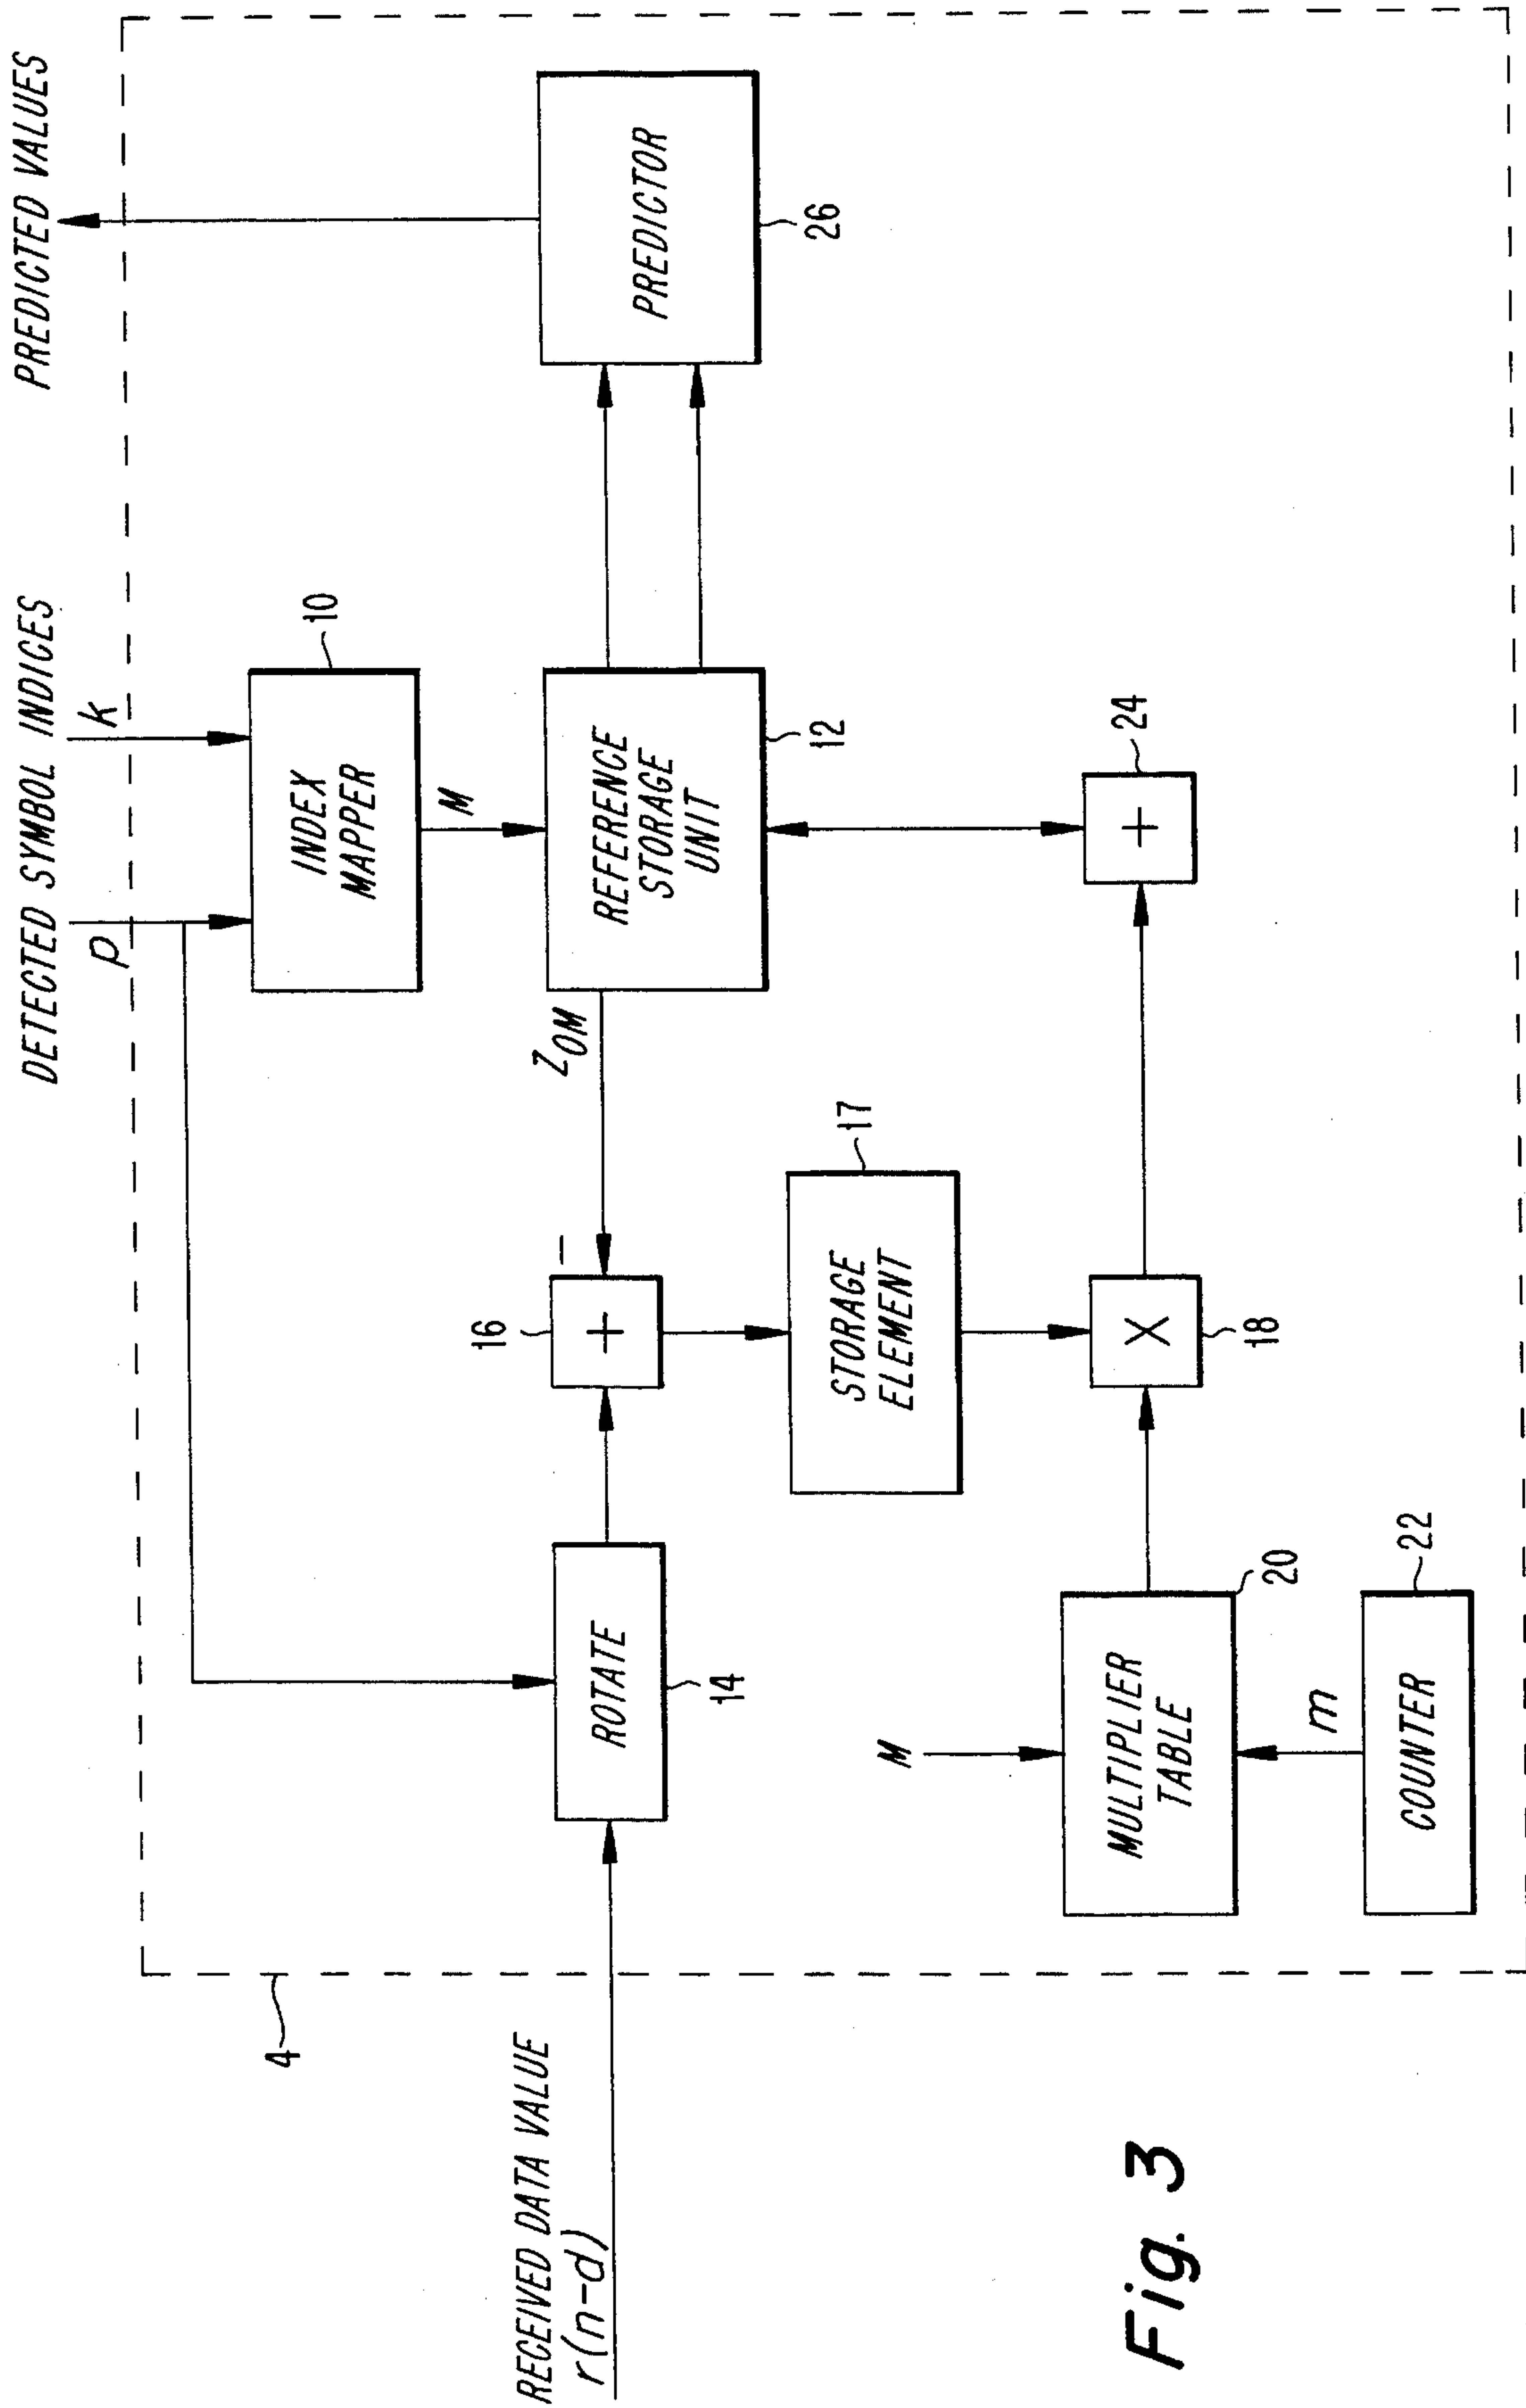 DETECTED SYMBOL INDICES
PREDICTED VALUES
p
k
4
INDEX
MAPPER
10
M
RECEIVED DATA VALUE
r(n-d)
ROTATE
14
16
+
−
Z0M
REFERENCE
STORAGE
UNIT
12
PREDICTOR
26
STORAGE
ELEMENT
17
M
MULTIPLIER
TABLE
20
X
18
+
24
m
COUNTER
22
Fig. 3